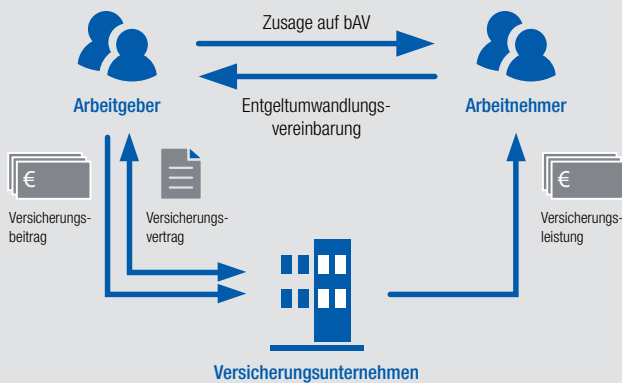 Zusage auf bAV
Arbeitgeber
Entgeltumwandlungs-
vereinbarung
Arbeitnehmer
€
Versicherungs-
beitrag
Versicherungs-
vertrag
€
Versicherungs-
leistung
Versicherungsunternehmen